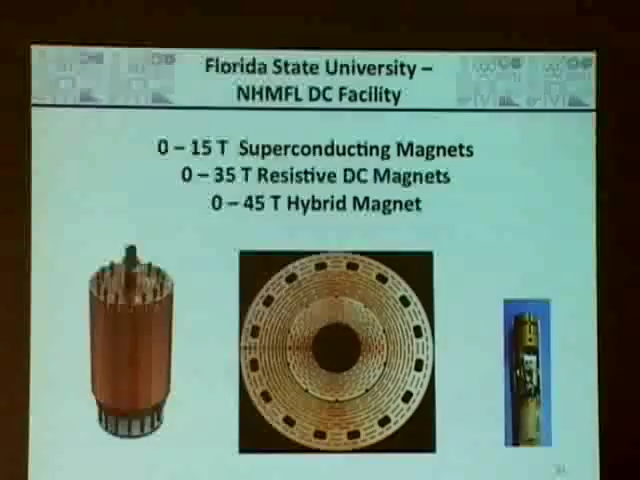 Florida State University –
NHMFL DC Facility
0 – 15 T Superconducting Magnets
0 – 35 T Resistive DC Magnets
0 – 45 T Hybrid Magnet